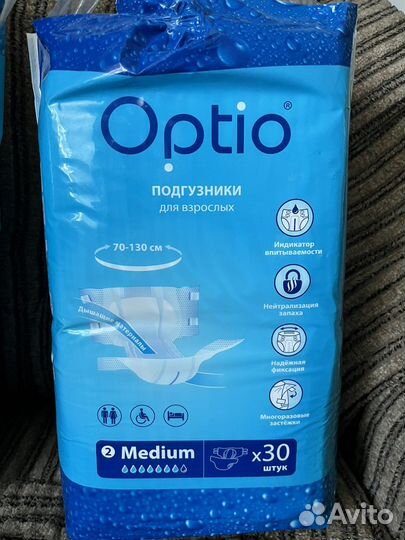 Optio®
ПОДГУЗНИКИ
для взрослых
70-130 см
Индикатор
впитываемости
Нейтрализация
запаха
Дышащие материалы
Надёжная
фиксация
Многоразовые
застёжки
2 Medium
x30
штук
Avito